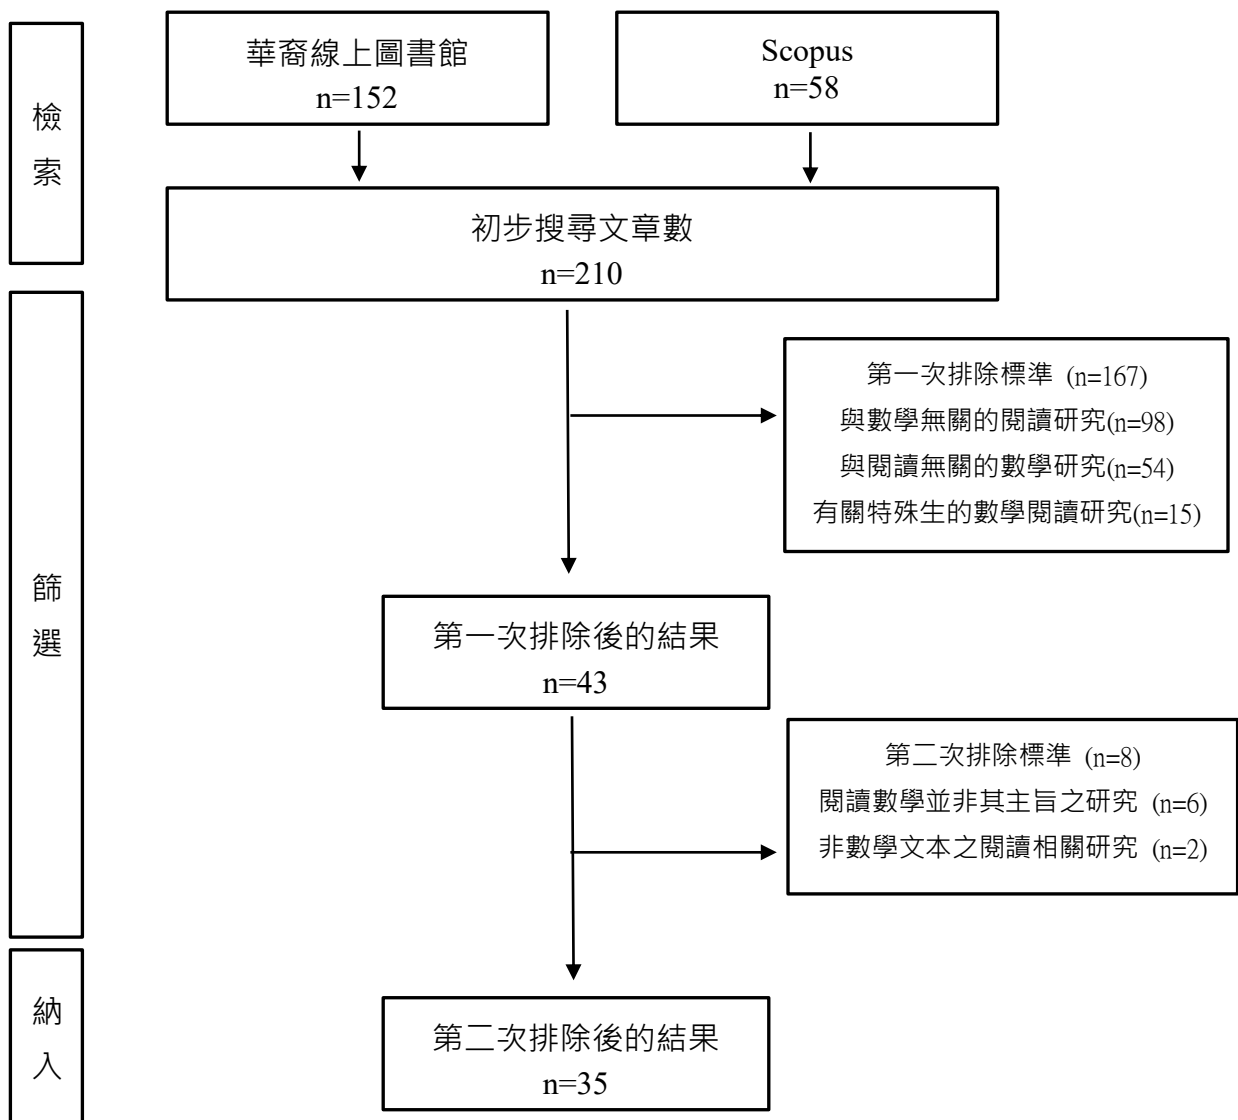 檢
索
華裔線上圖書館
n=152
Scopus
n=58
初步搜尋文章數
n=210
篩
選
第一次排除標準 (n=167)
與數學無關的閱讀研究(n=98)
與閱讀無關的數學研究(n=54)
有關特殊生的數學閱讀研究(n=15)
第一次排除後的結果
n=43
第二次排除標準 (n=8)
閱讀數學並非其主旨之研究 (n=6)
非數學文本之閱讀相關研究 (n=2)
納
入
第二次排除後的結果
n=35